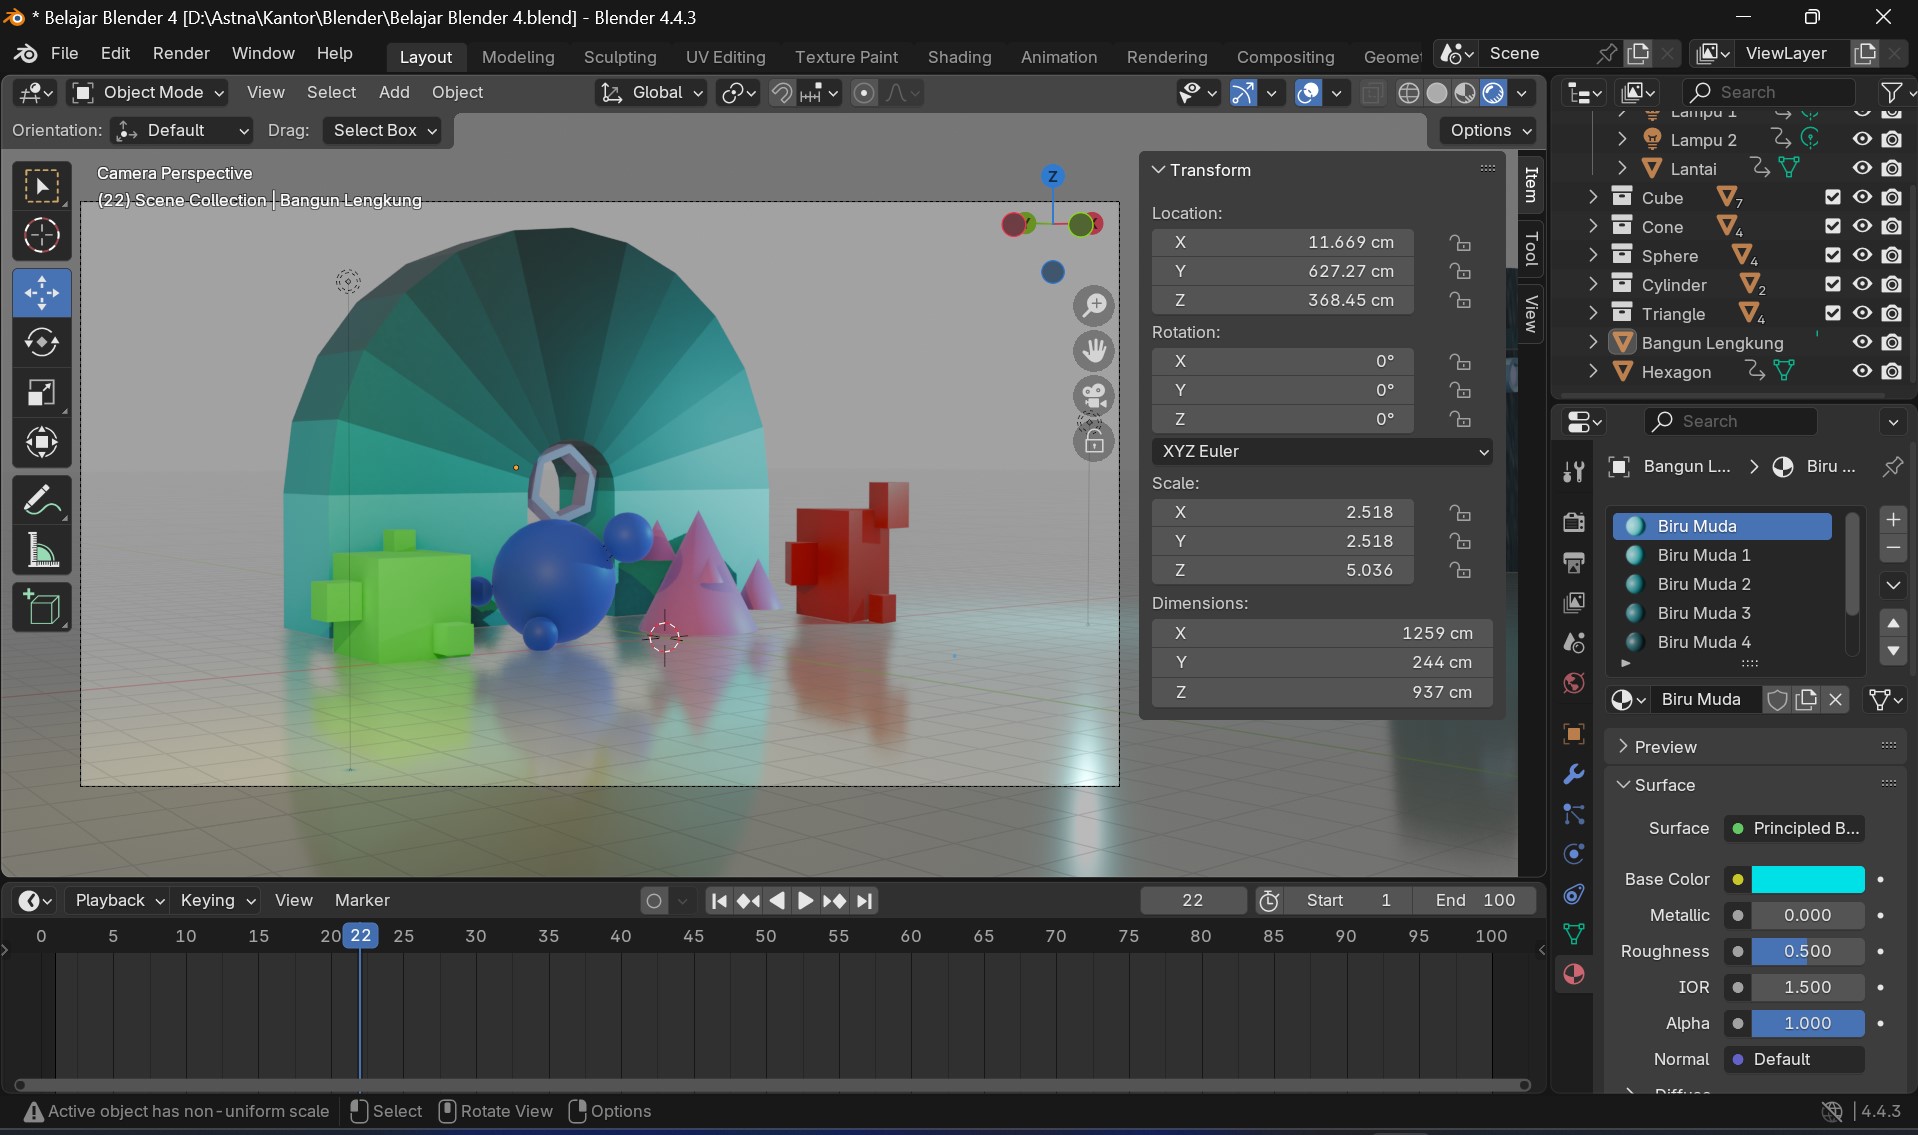 * Belajar Blender 4 [D:\Astna\Kantor\Blender\Belajar Blender 4.blend] - Blender 4.4.3
File Edit Render Window Help Layout Modeling Sculpting UV Editing Texture Paint Shading Animation Rendering Compositing Geome Scene ViewLayer
Object Mode View Select Add Object Global Search
Orientation: Default Drag: Select Box Options
Camera Perspective
(22) Scene Collection | Bangun Lengkung
Z
Transform
Location:
X 11.669 cm
Y 627.27 cm
Z 368.45 cm
Rotation:
X 0°
Y 0°
Z 0°
XYZ Euler
Scale:
X 2.518
Y 2.518
Z 5.036
Dimensions:
X 1259 cm
Y 244 cm
Z 937 cm
Item
Tool
View
Lampu 1
Lampu 2
Lantai
Cube 7
Cone 4
Sphere 4
Cylinder 2
Triangle 4
Bangun Lengkung
Hexagon
Search
Bangun L... > Biru ...
Biru Muda
Biru Muda 1
Biru Muda 2
Biru Muda 3
Biru Muda 4
Biru Muda
Preview
Surface
Surface Principled B...
Base Color
Metallic 0.000
Roughness 0.500
IOR 1.500
Alpha 1.000
Normal Default
Playback Keying View Marker 22 Start 1 End 100
0 5 10 15 20 22 25 30 35 40 45 50 55 60 65 70 75 80 85 90 95 100
Active object has non-uniform scale Select Rotate View Options 4.4.3